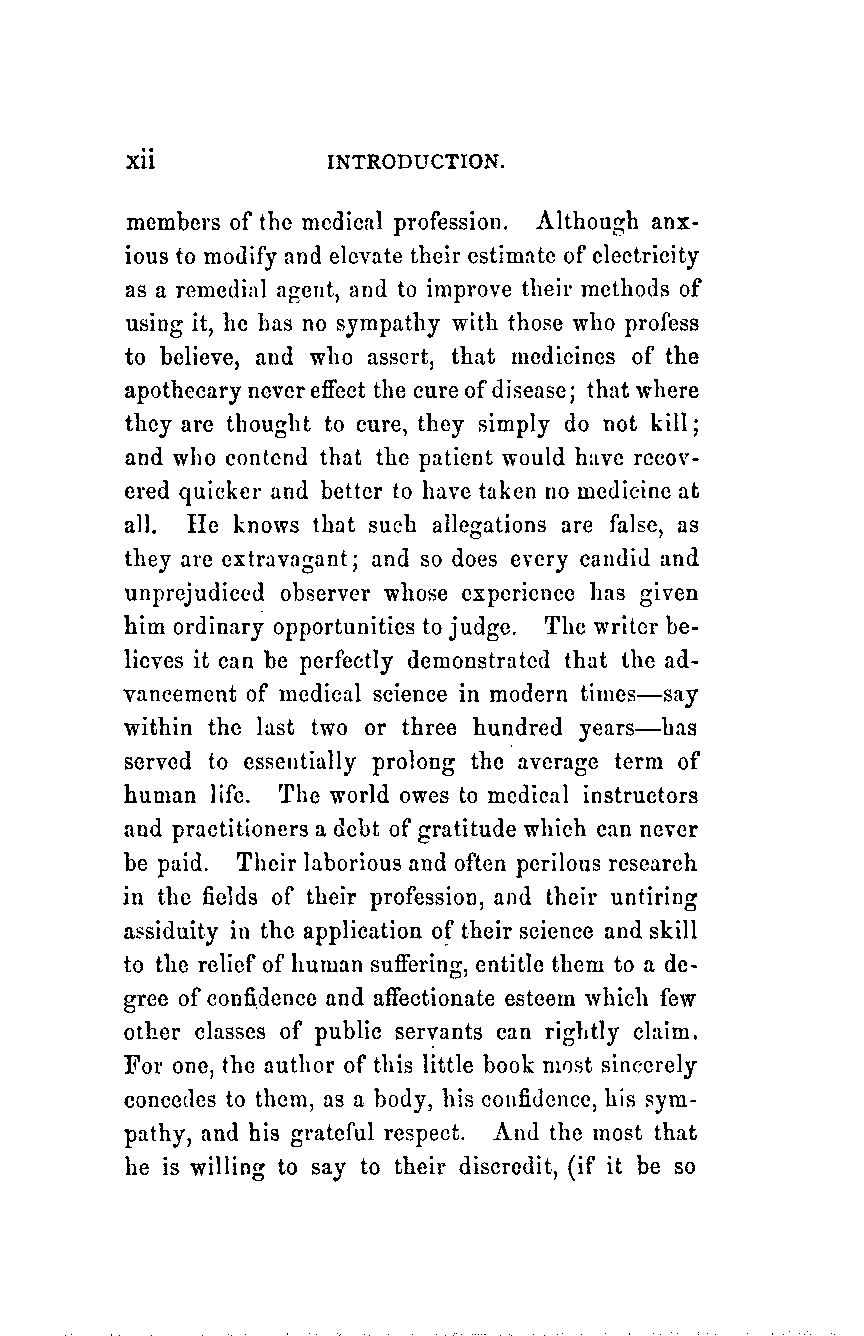 xii INTRODUCTION.
members of the medical profession. Although anx-
ious to modify and elevate their estimate of electricity
as a remedial agent, and to improve their methods of
using it, he has no sympathy with those who profess
to believe, and who assert, that medicines of the
apothecary never effect the cure of disease; that where
they are thought to cure, they simply do not kill;
and who contend that the patient would have recov-
ered quicker and better to have taken no medicine at
all. He knows that such allegations are false, as
they are extravagant; and so does every candid and
unprejudiced observer whose experience has given
him ordinary opportunities to judge. The writer be-
lieves it can be perfectly demonstrated that the ad-
vancement of medical science in modern times—say
within the last two or three hundred years—has
served to essentially prolong the average term of
human life. The world owes to medical instructors
and practitioners a debt of gratitude which can never
be paid. Their laborious and often perilous research
in the fields of their profession, and their untiring
assiduity in the application of their science and skill
to the relief of human suffering, entitle them to a de-
gree of confidence and affectionate esteem which few
other classes of public servants can rightly claim.
For one, the author of this little book most sincerely
concedes to them, as a body, his confidence, his sym-
pathy, and his grateful respect. And the most that
he is willing to say to their discredit, (if it be so